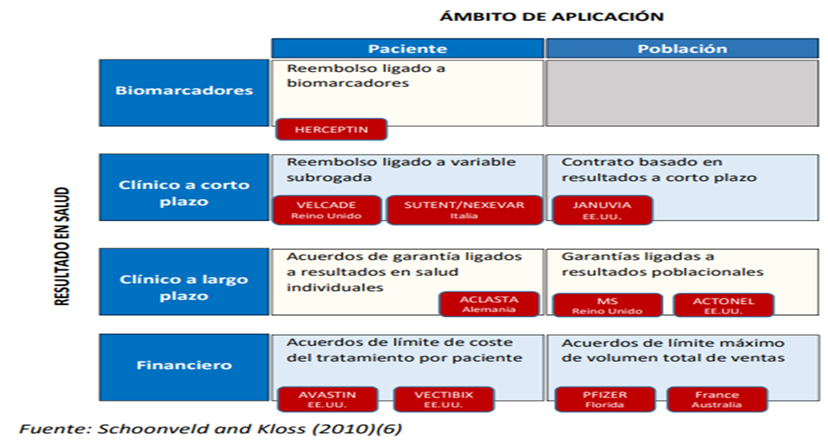 ÁMBITO DE APLICACIÓN
Paciente
Población
RESULTADO EN SALUD
Biomarcadores
Reembolso ligado a
biomarcadores
HERCEPTIN
Clínico a corto
plazo
Reembolso ligado a variable
subrogada
VELCADE
Reino Unido
SUTENT/NEXEVAR
Italia
Contrato basado en
resultados a corto plazo
JANUVIA
EE.UU.
Clínico a largo
plazo
Acuerdos de garantía ligados
a resultados en salud
individuales
ACLASTA
Alemania
Garantías ligadas a
resultados poblacionales
MS
Reino Unido
ACTONEL
EE.UU.
Financiero
Acuerdos de límite de coste
del tratamiento por paciente
AVASTIN
EE.UU.
VECTIBIX
EE.UU.
Acuerdos de límite máximo
de volumen total de ventas
PFIZER
Florida
France
Australia
Fuente: Schoonveld and Kloss (2010)(6)